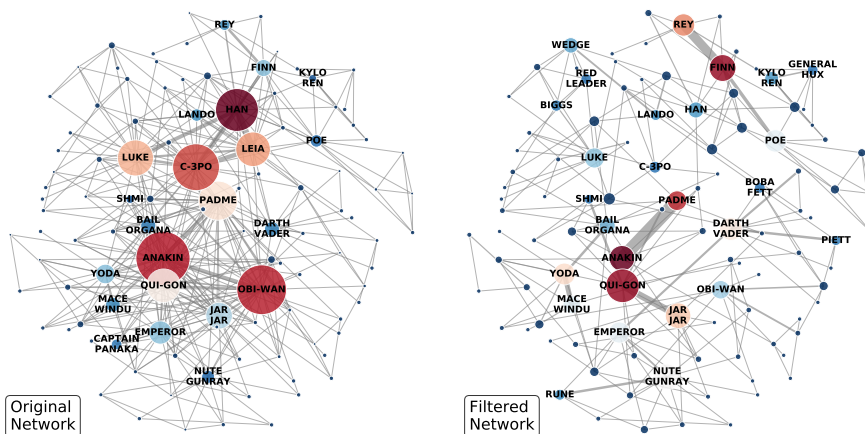 REY
FINN
KYLO
REN
HAN
LANDO
POE
LUKE
LEIA
C-3PO
SHMI
PADME
BAIL
ORGANA
DARTH
VADER
ANAKIN
YODA
QUI-GON
OBI-WAN
MACE
WINDU
JAR
JAR
EMPEROR
CAPTAIN
PANAKA
NUTE
GUNRAY
Original
Network
REY
WEDGE
FINN
RED
LEADER
KYLO
REN
GENERAL
HUX
BIGGS
LANDO
HAN
POE
LUKE
C-3PO
BOBA
FETT
SHMI
PADME
BAIL
ORGANA
DARTH
VADER
PIETT
ANAKIN
YODA
QUI-GON
OBI-WAN
MACE
WINDU
JAR
JAR
EMPEROR
NUTE
GUNRAY
RUNE
Filtered
Network